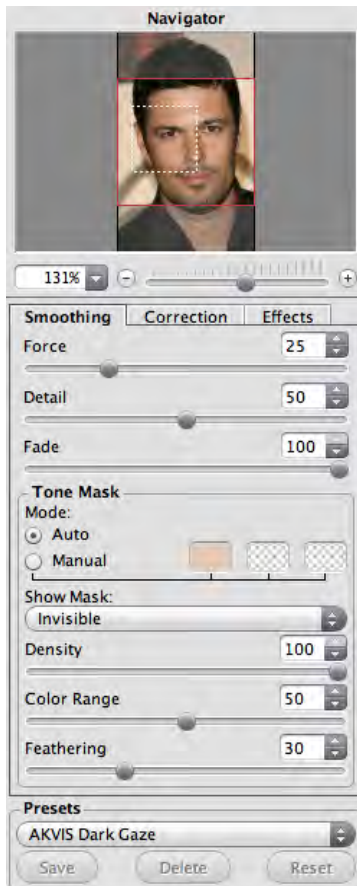 Navigator
131%
Smoothing Correction Effects
Force 25
Detail 50
Fade 100
Tone Mask
Mode:
Auto
Manual
Show Mask:
Invisible
Density 100
Color Range 50
Feathering 30
Presets
AKVIS Dark Gaze
Save Delete Reset